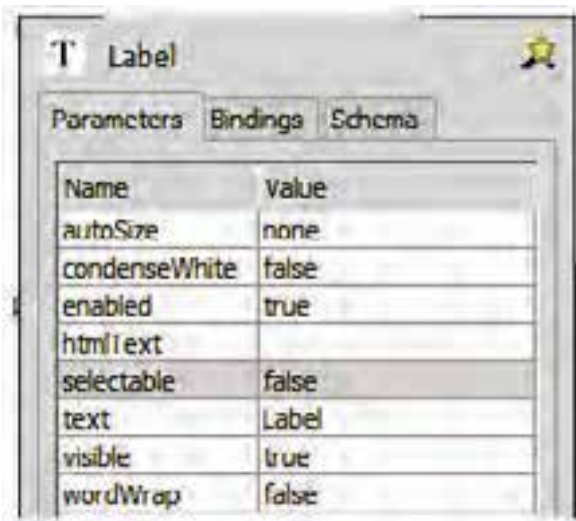 T Label
Parameters Bindings Schema
Name Value
autoSize none
condenseWhite false
enabled true
htmlText
selectable false
text Label
visible true
wordWrap false